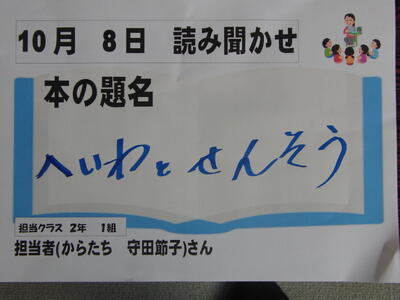 10月 8日 読み聞かせ
本の題名
へいわと せんそう
担当クラス 2年 1組
担当者(からたち 守田節子)さん